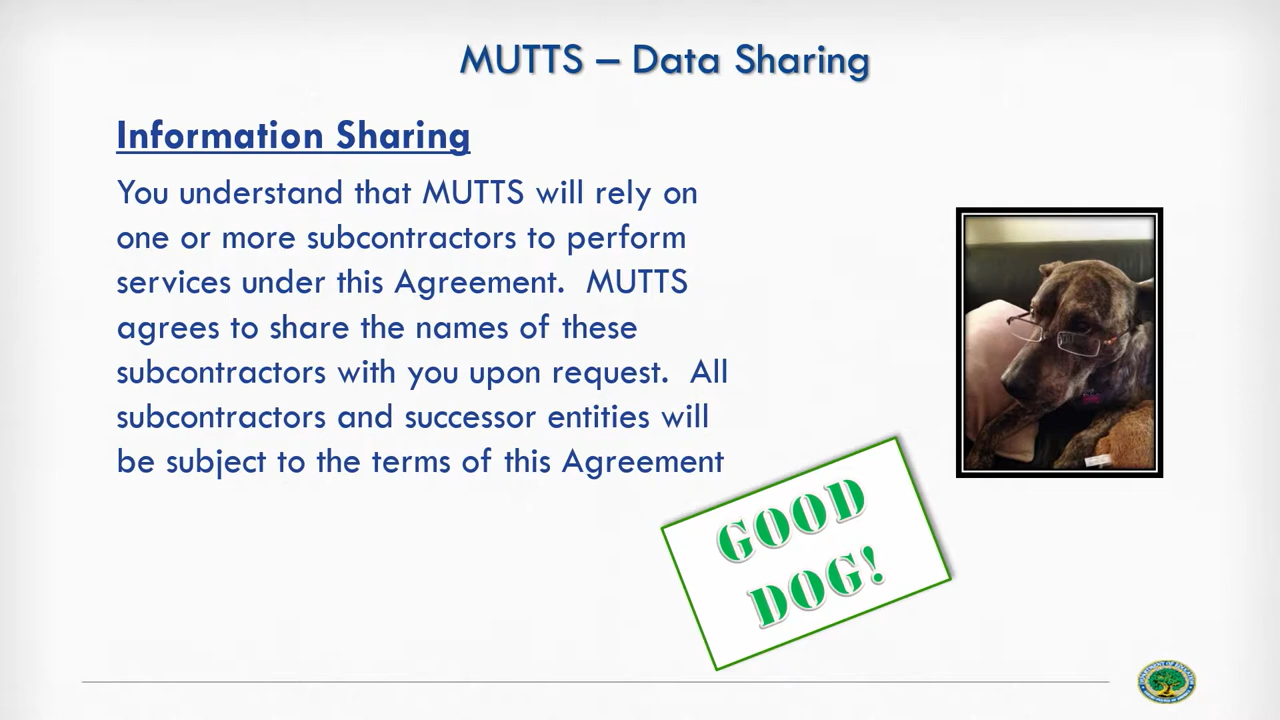 MUTTS – Data Sharing
Information Sharing
You understand that MUTTS will rely on
one or more subcontractors to perform
services under this Agreement.  MUTTS
agrees to share the names of these
subcontractors with you upon request.  All
subcontractors and successor entities will
be subject to the terms of this Agreement
GOOD
DOG!